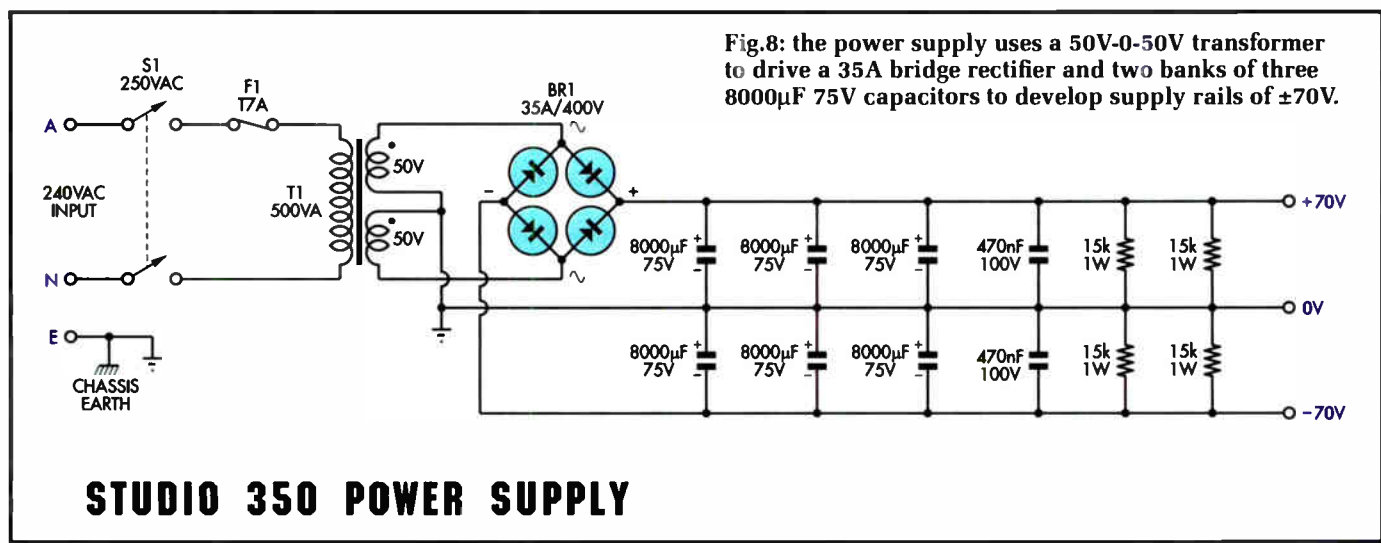 Fig.8: the power supply uses a 50V-0-50V transformer
to drive a 35A bridge rectifier and two banks of three
8000µF 75V capacitors to develop supply rails of ±70V.
S1
250VAC
F1
T7A
BR1
35A/400V
~
A
50V
240VAC
INPUT
T1
500VA
-
+
+70V
50V
8000µF
75V
+
-
8000µF
75V
+
-
8000µF
75V
+
-
470nF
100V
15k
1W
15k
1W
N
~
0V
E
CHASSIS
EARTH
8000µF
75V
+
-
8000µF
75V
+
-
8000µF
75V
+
-
470nF
100V
15k
1W
15k
1W
−70V
STUDIO 350 POWER SUPPLY